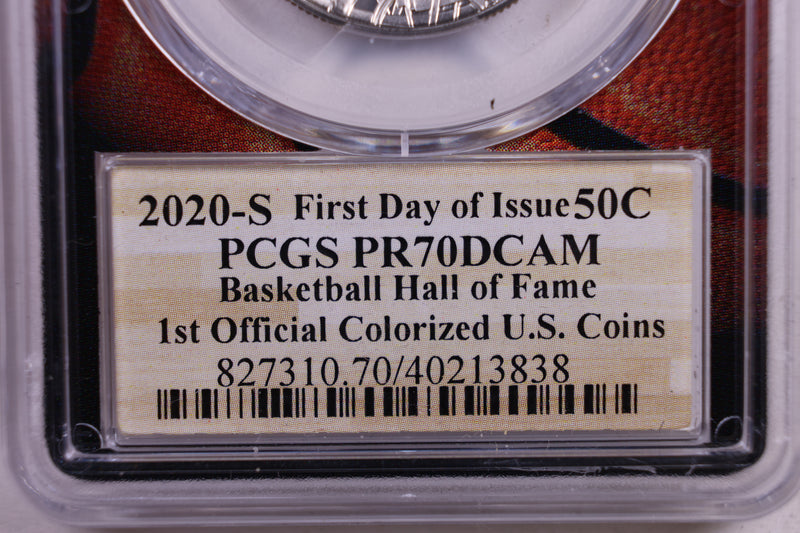 2020-S First Day of Issue 50C
PCGS PR70DCAM
Basketball Hall of Fame
1st Official Colorized U.S. Coins
827310.70/40213838